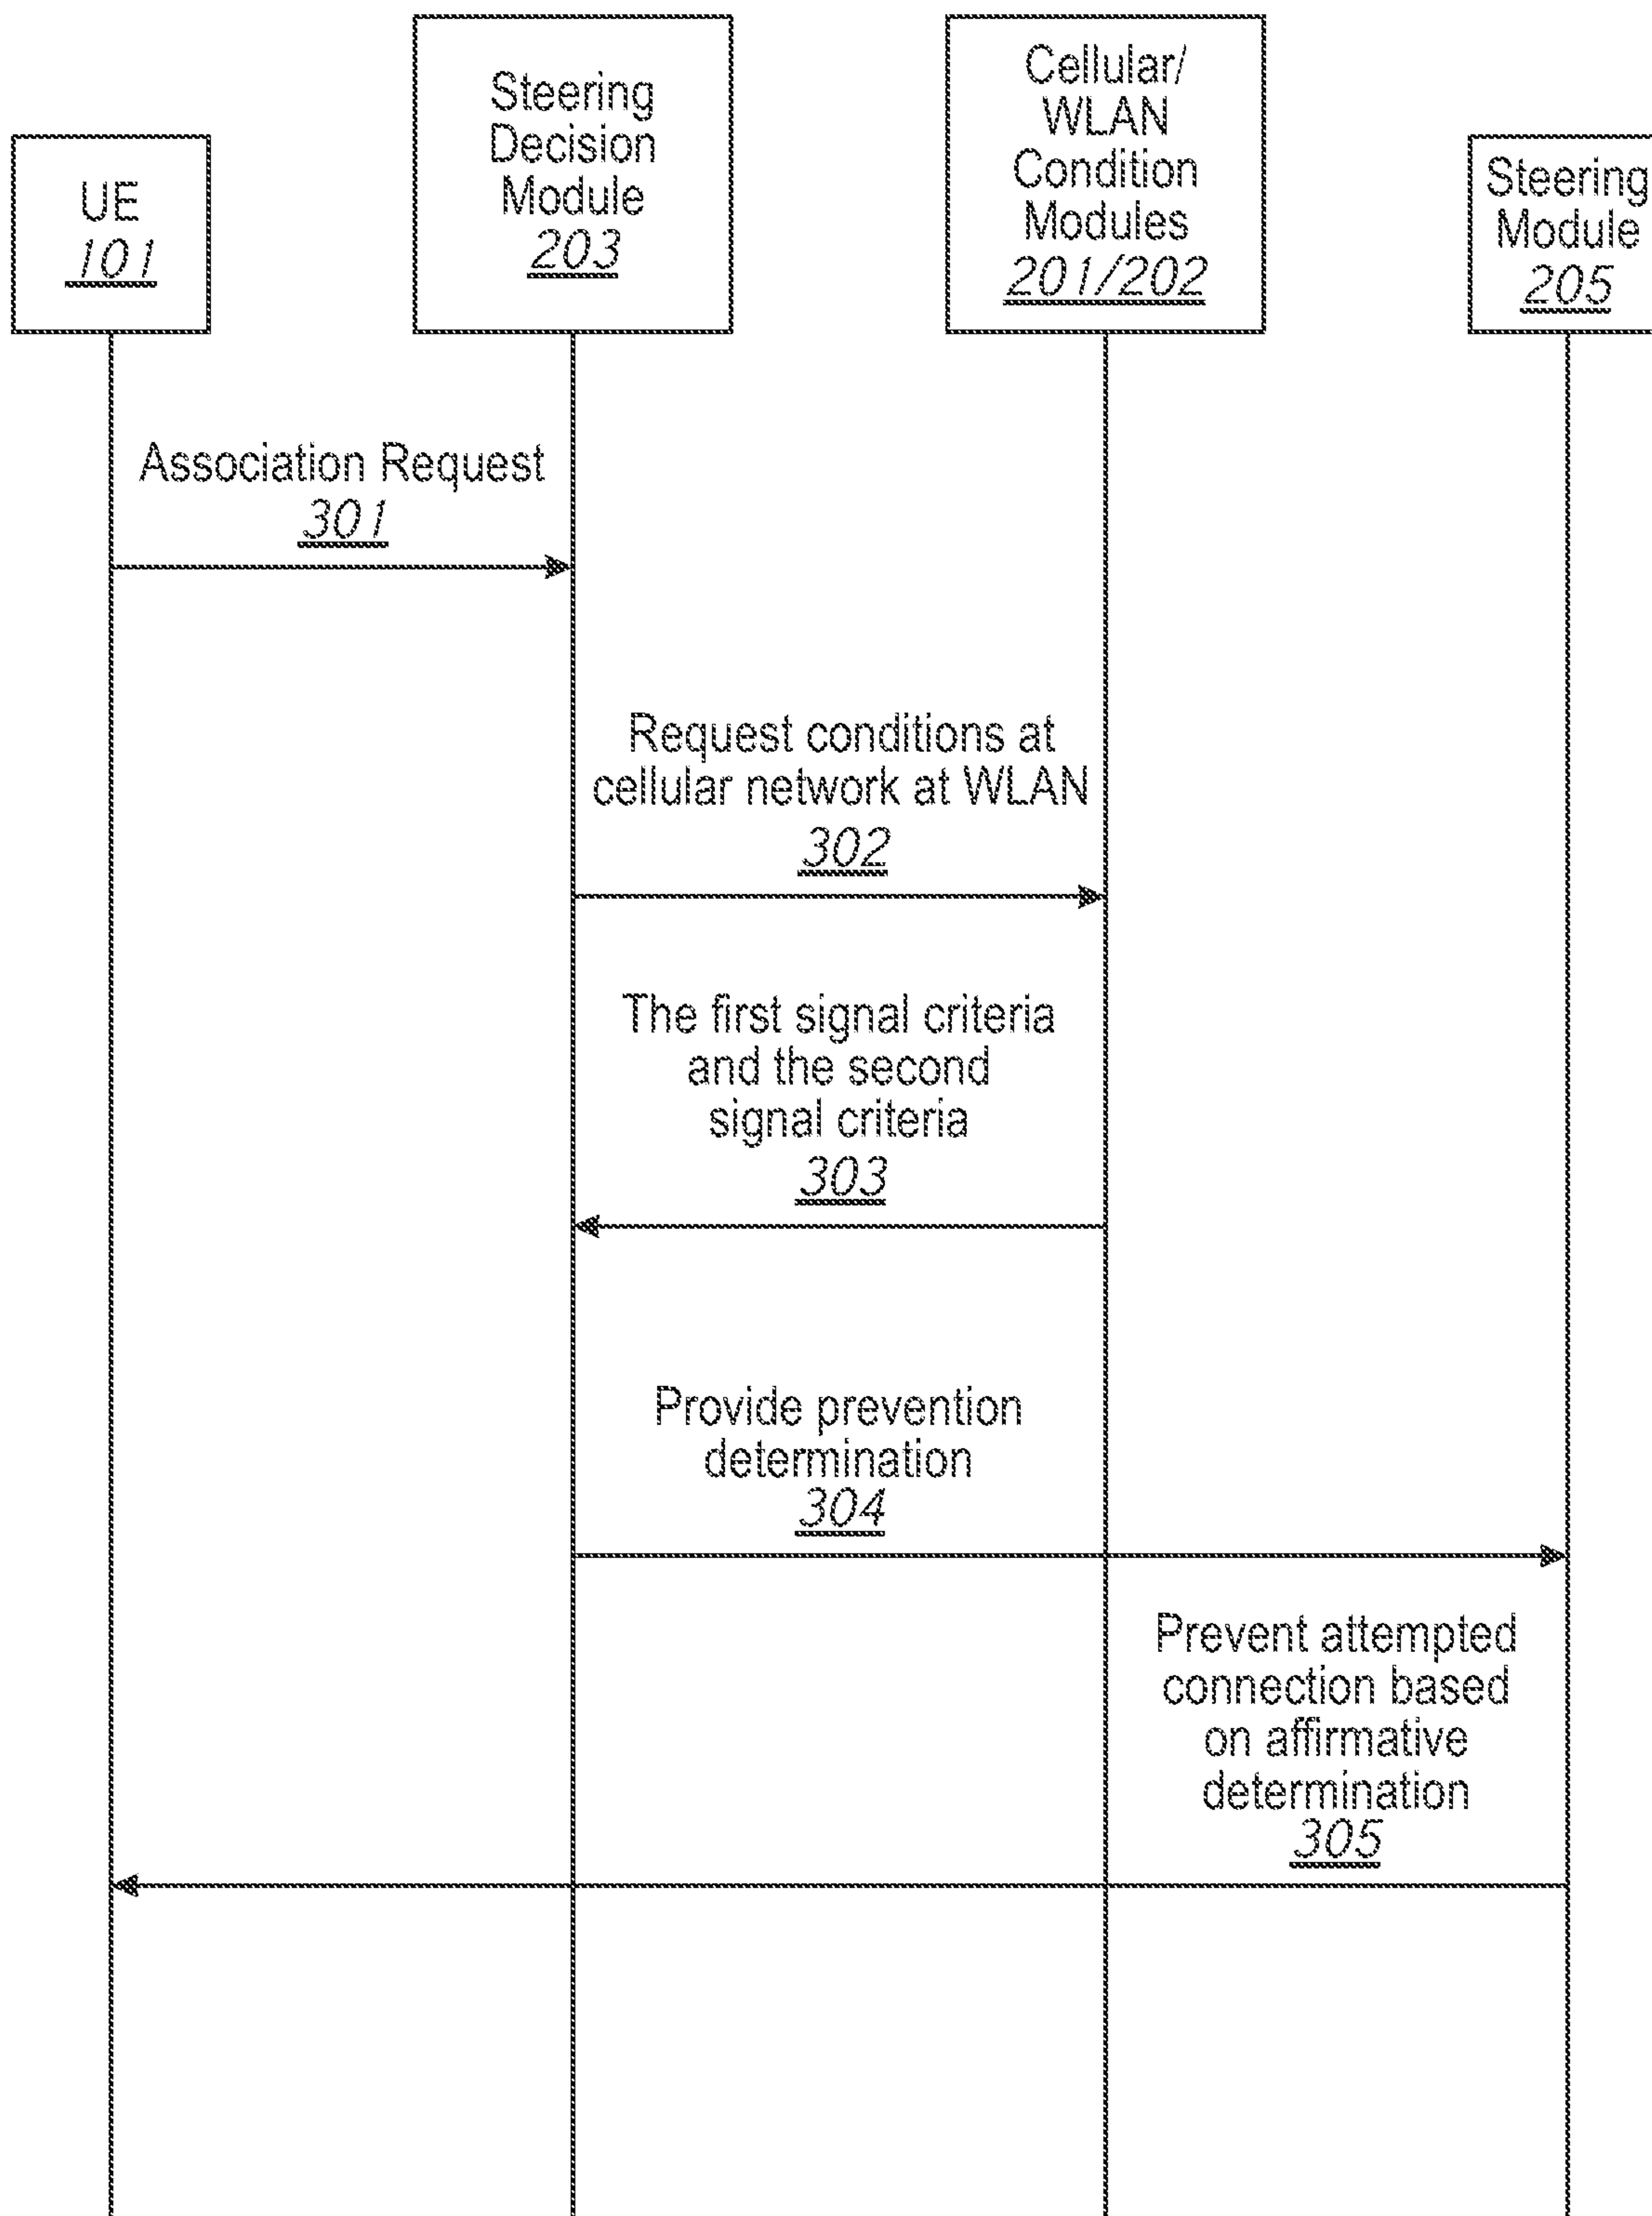 UE
101
Steering
Decision
Module
203
Cellular/
WLAN
Condition
Modules
201/202
Steering
Module
205
Association Request
301
Request conditions at
cellular network at WLAN
302
The first signal criteria
and the second
signal criteria
303
Provide prevention
determination
304
Prevent attempted
connection based
on affirmative
determination
305